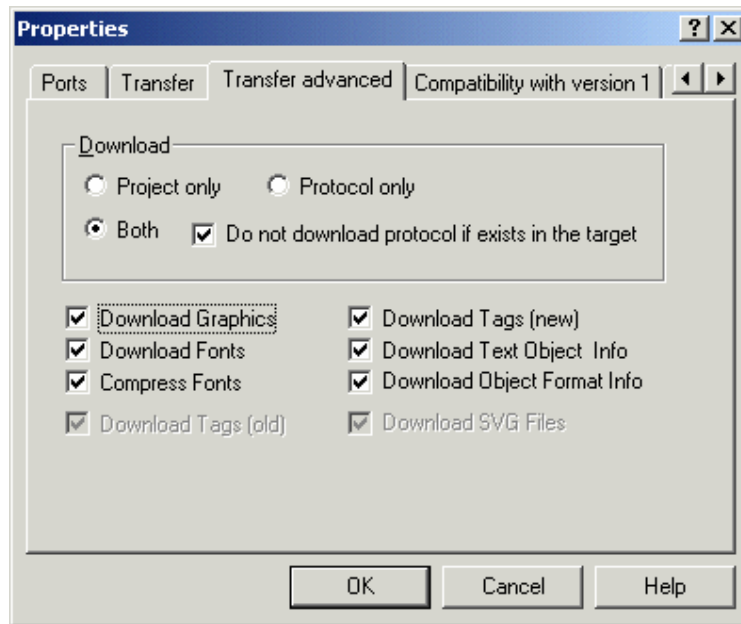 Properties
Ports Transfer Transfer advanced Compatibility with version 1
Download
Project only Protocol only
Both Do not download protocol if exists in the target
Download Graphics Download Tags (new)
Download Fonts Download Text Object Info
Compress Fonts Download Object Format Info
Download Tags (old) Download SVG Files
OK Cancel Help